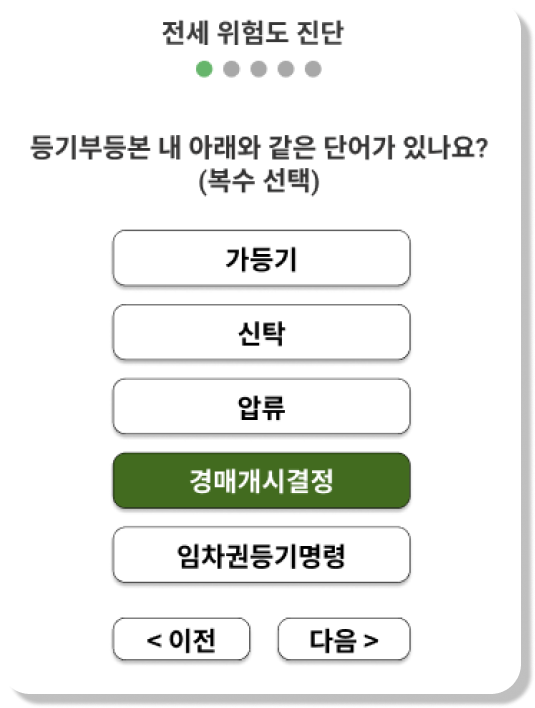 전세 위험도 진단
등기부등본 내 아래와 같은 단어가 있나요?
(복수 선택)
가등기
신탁
압류
경매개시결정
임차권등기명령
< 이전
다음 >